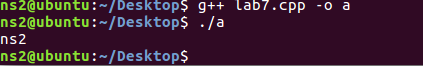 ns2@ubuntu:~/Desktop$ g++ lab7.cpp -o a
ns2@ubuntu:~/Desktop$ ./a
ns2
ns2@ubuntu:~/Desktop$